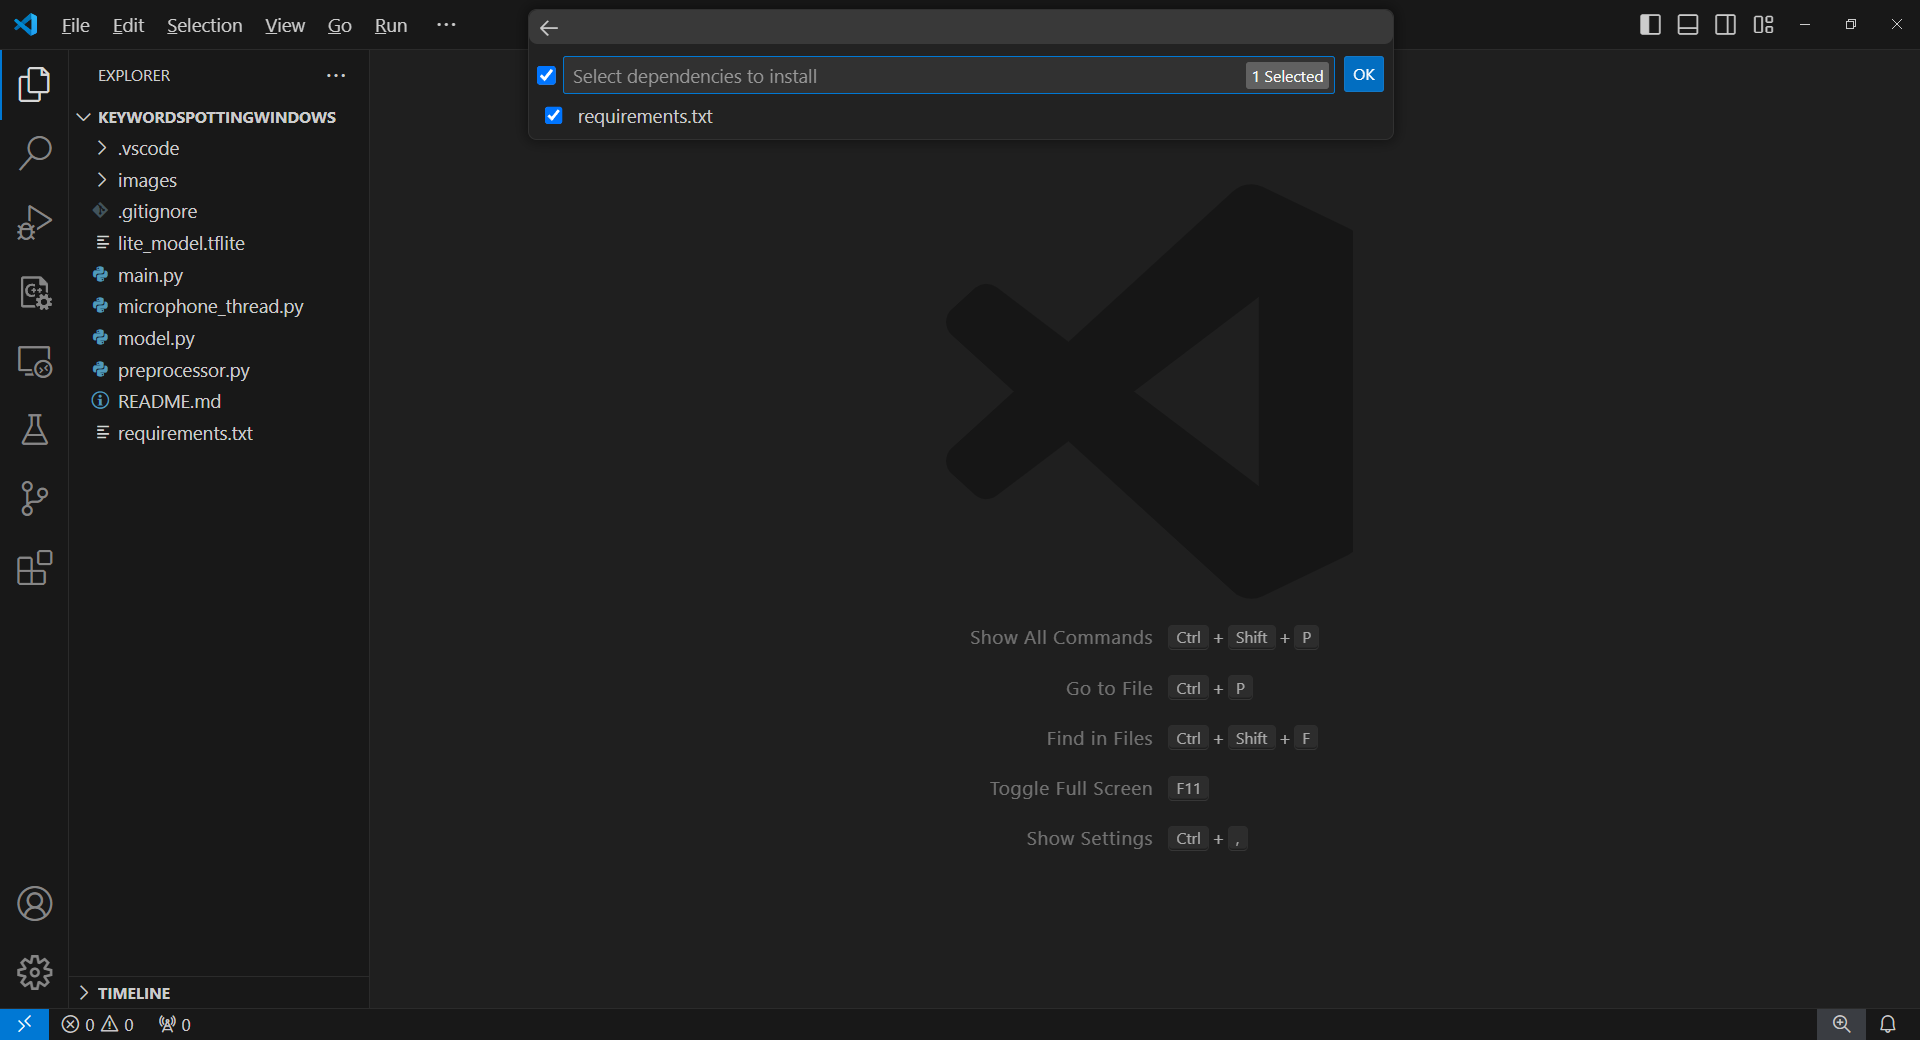 File Edit Selection View Go Run ···
Select dependencies to install 1 Selected OK
requirements.txt
EXPLORER ···
KEYWORDSPOTTINGWINDOWS
.vscode
images
.gitignore
lite_model.tflite
main.py
microphone_thread.py
model.py
preprocessor.py
README.md
requirements.txt
Show All Commands Ctrl + Shift + P
Go to File Ctrl + P
Find in Files Ctrl + Shift + F
Toggle Full Screen F11
Show Settings Ctrl + ,
TIMELINE
0 0 0